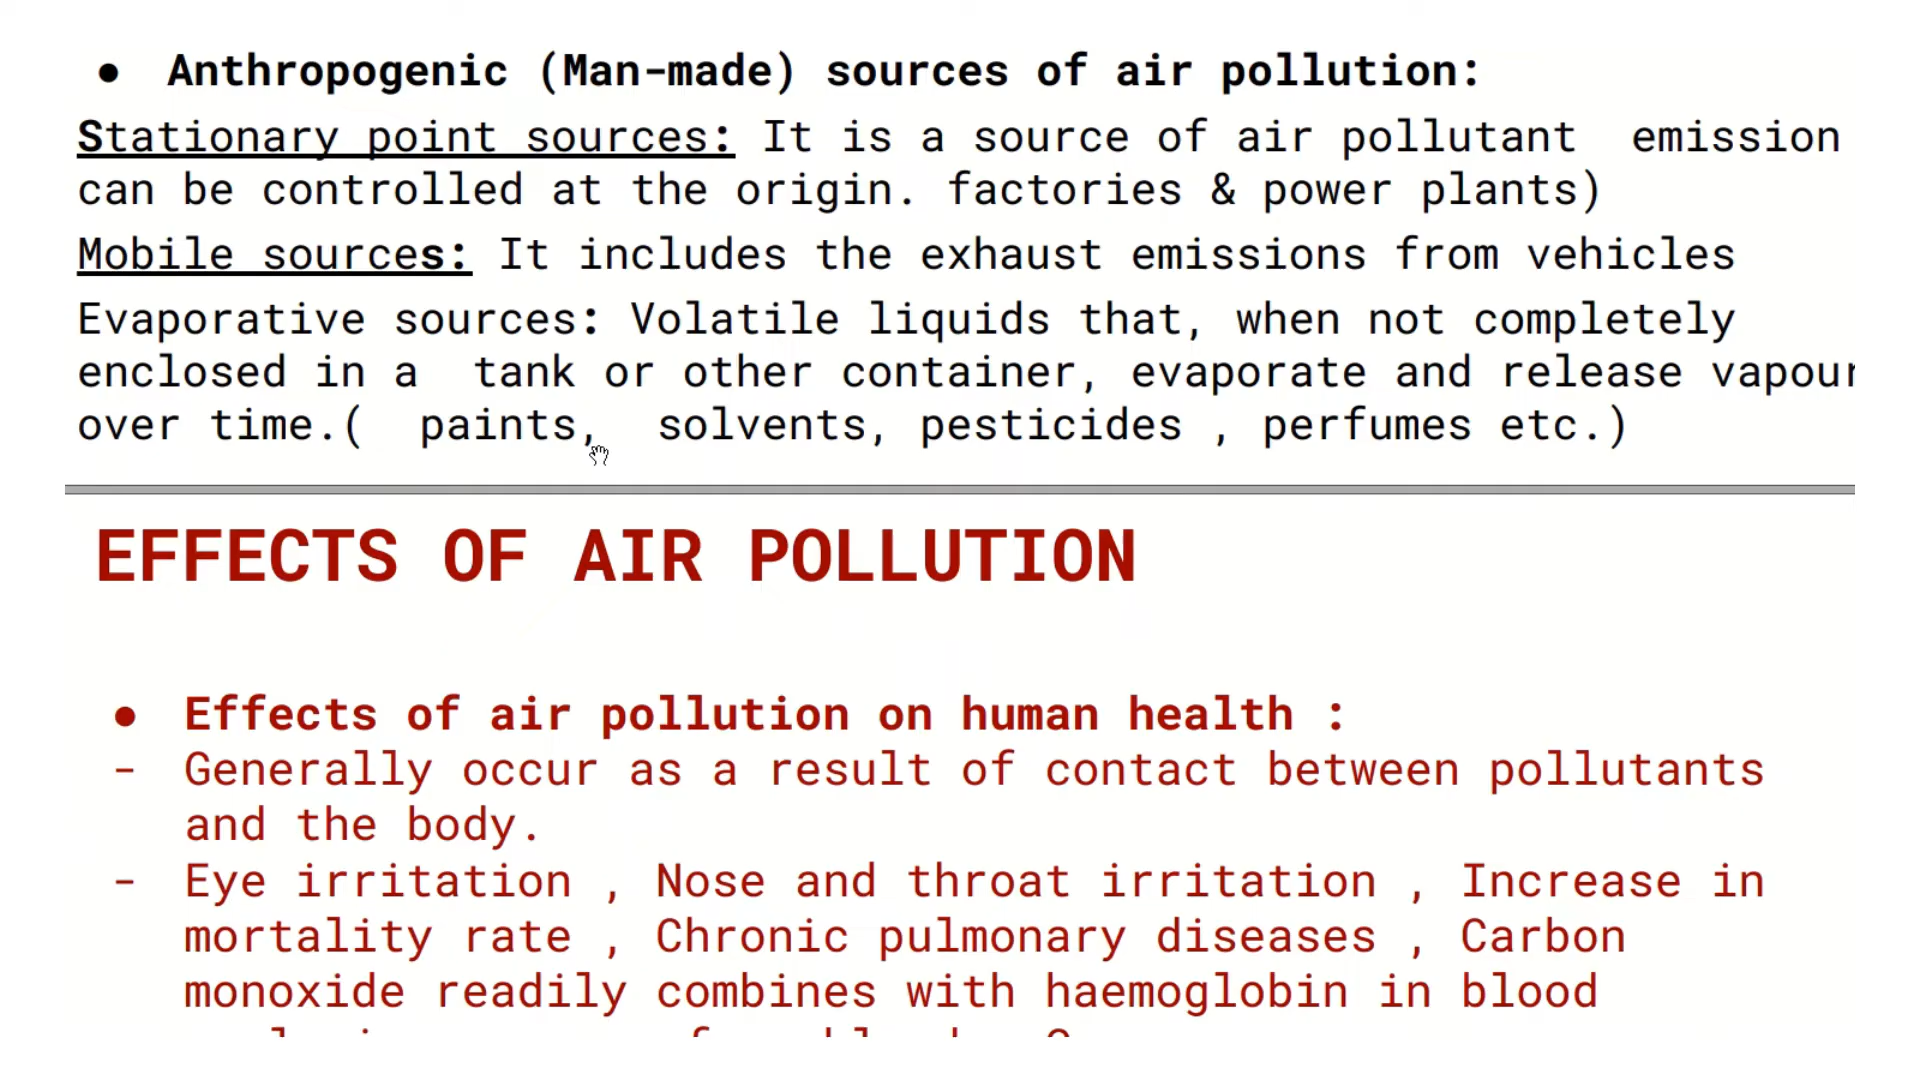 ● Anthropogenic (Man-made) sources of air pollution:
Stationary point sources: It is a source of air pollutant emission
can be controlled at the origin. factories & power plants)
Mobile sources: It includes the exhaust emissions from vehicles
Evaporative sources: Volatile liquids that, when not completely
enclosed in a tank or other container, evaporate and release vapour
over time.( paints, solvents, pesticides , perfumes etc.)
EFFECTS OF AIR POLLUTION
● Effects of air pollution on human health :
- Generally occur as a result of contact between pollutants
and the body.
- Eye irritation , Nose and throat irritation , Increase in
mortality rate , Chronic pulmonary diseases , Carbon
monoxide readily combines with haemoglobin in blood